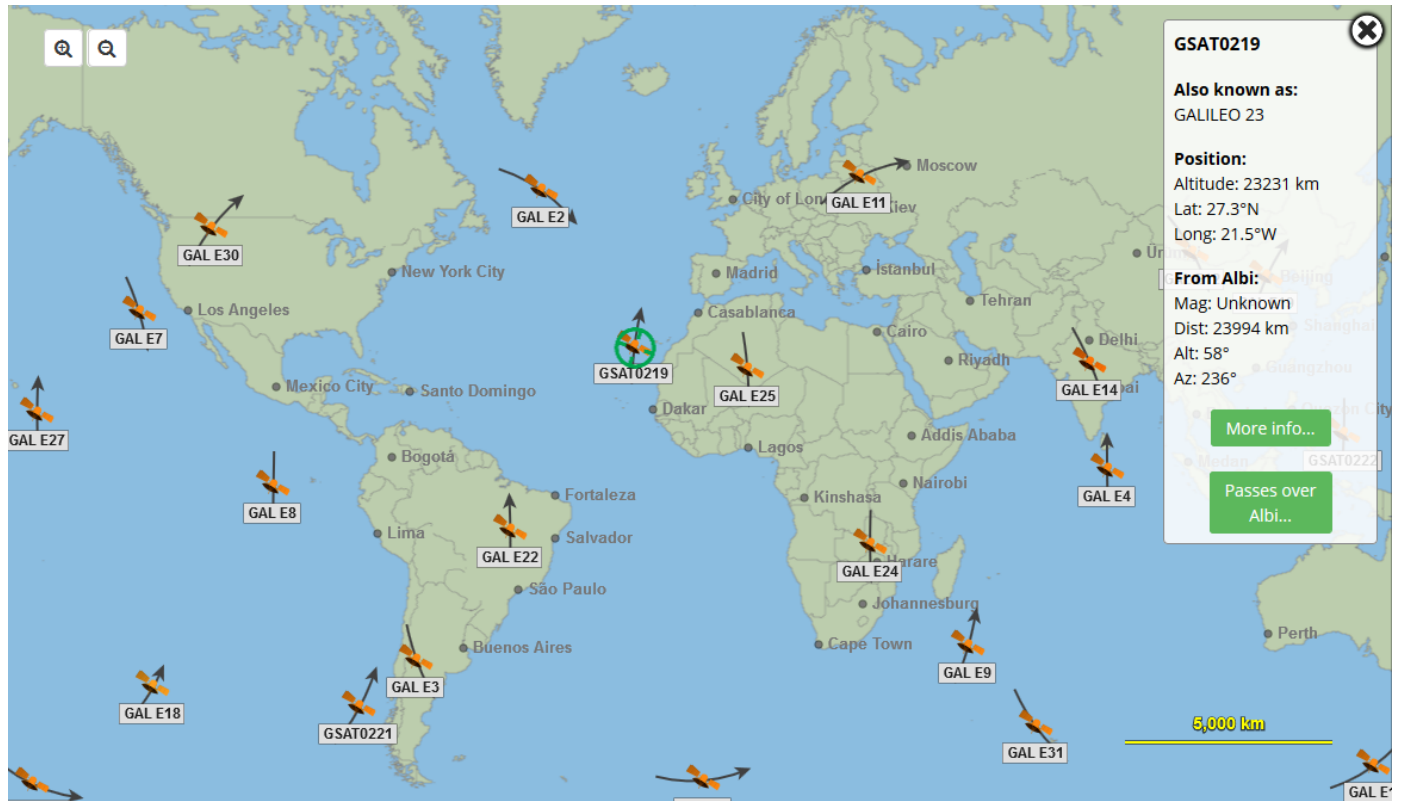 GSAT0219
Also known as:
GALILEO 23
Position:
Altitude: 23231 km
Lat: 27.3°N
Long: 21.5°W
From Albi:
Mag: Unknown
Dist: 23994 km
Alt: 58°
Az: 236°
More info...
Passes over
Albi...
Moscow
City of Lon
GAL E11
Kiev
GAL E2
GAL E30
New York City
Madrid
İstanbul
Beijing
Tehran
Los Angeles
Casablanca
Shanghai
GAL E7
Cairo
Delhi
Riyadh
Guangzhou
GSAT0219
Mexico City
Santo Domingo
GAL E25
GAL E14
Dakar
GAL E27
Addis Ababa
Lagos
Bogotá
Medan
GSAT0222
Nairobi
Fortaleza
Kinshasa
GAL E4
GAL E8
Lima
Salvador
GAL E22
Harare
GAL E24
São Paulo
Johannesburg
Perth
Buenos Aires
Cape Town
GAL E9
GAL E3
GAL E18
GSAT0221
5,000 km
GAL E31